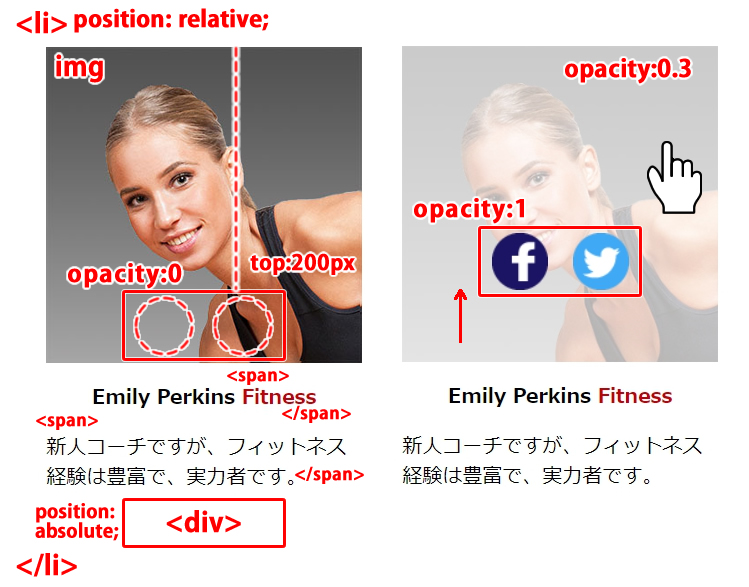 <li> position: relative;
img
opacity:0.3
opacity:1
opacity:0
top:200px
<span>
Emily Perkins Fitness
</span>
<span>
新人コーチですが、フィットネス
経験は豊富で、実力者です。</span>
position:
absolute;
<div>
</li>
Emily Perkins Fitness
新人コーチですが、フィットネス
経験は豊富で、実力者です。